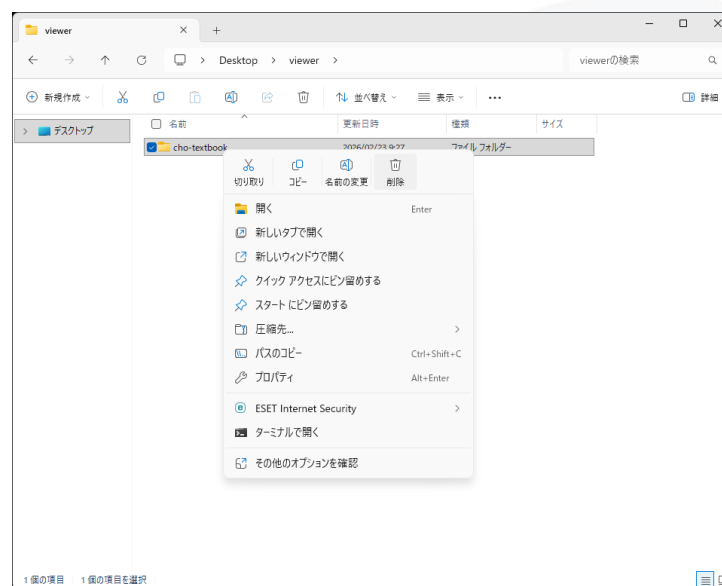 viewer
Desktop > viewer >
viewerの検索
新規作成
並べ替え
表示
詳細
デスクトップ
名前 更新日時 種類 サイズ
cho-textbook 2026/02/23 9:27 ファイル フォルダー
切り取り コピー 名前の変更 削除
開く Enter
新しいタブで開く
新しいウィンドウで開く
クイック アクセスにピン留めする
スタート にピン留めする
圧縮先...
パスのコピー Ctrl+Shift+C
プロパティ Alt+Enter
ESET Internet Security
ターミナルで開く
その他のオプションを確認
1 個の項目 1 個の項目を選択